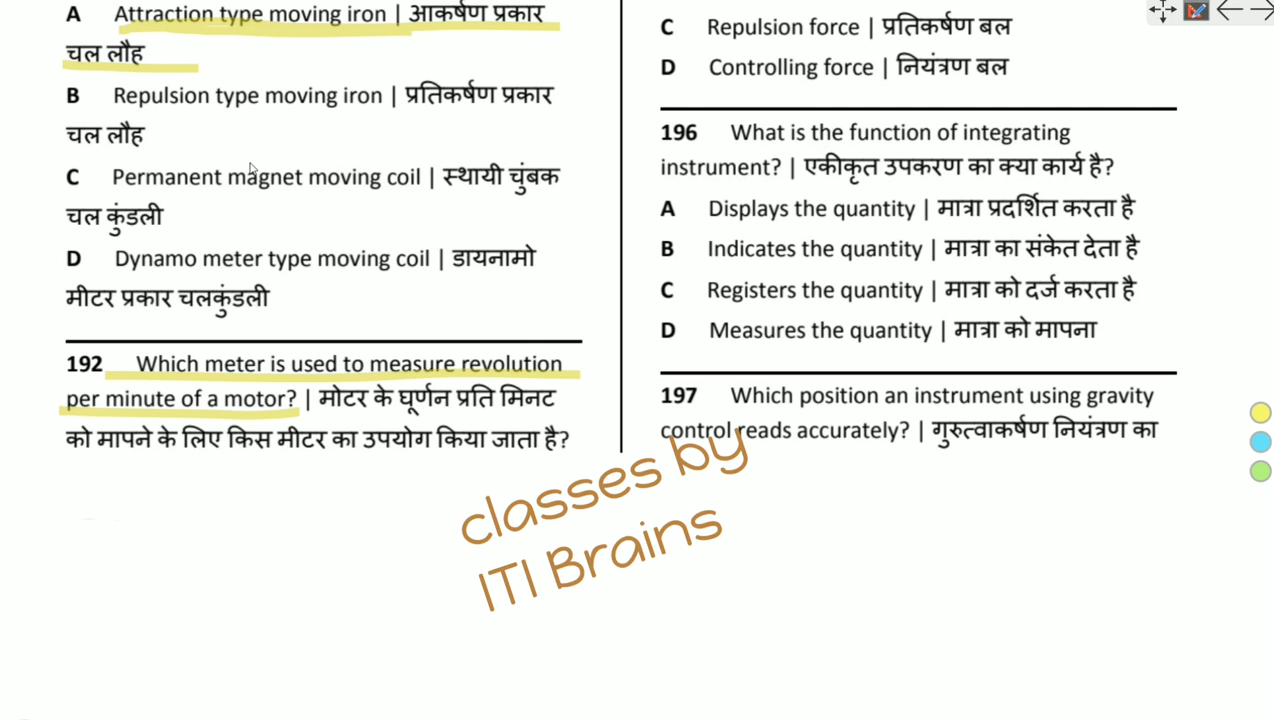 A Attraction type moving iron | आकर्षण प्रकार
चल लौह
B Repulsion type moving iron | प्रतिकर्षण प्रकार
चल लौह
C Permanent magnet moving coil | स्थायी चुंबक
चल कुंडली
D Dynamo meter type moving coil | डायनामो
मीटर प्रकार चलकुंडली
192 Which meter is used to measure revolution
per minute of a motor? | मोटर के घूर्णन प्रति मिनट
को मापने के लिए किस मीटर का उपयोग किया जाता है?
C Repulsion force | प्रतिकर्षण बल
D Controlling force | नियंत्रण बल
196 What is the function of integrating
instrument? | एकीकृत उपकरण का क्या कार्य है?
A Displays the quantity | मात्रा प्रदर्शित करता है
B Indicates the quantity | मात्रा का संकेत देता है
C Registers the quantity | मात्रा को दर्ज करता है
D Measures the quantity | मात्रा को मापना
197 Which position an instrument using gravity
control reads accurately? | गुरुत्वाकर्षण नियंत्रण का
classes by
ITI Brains